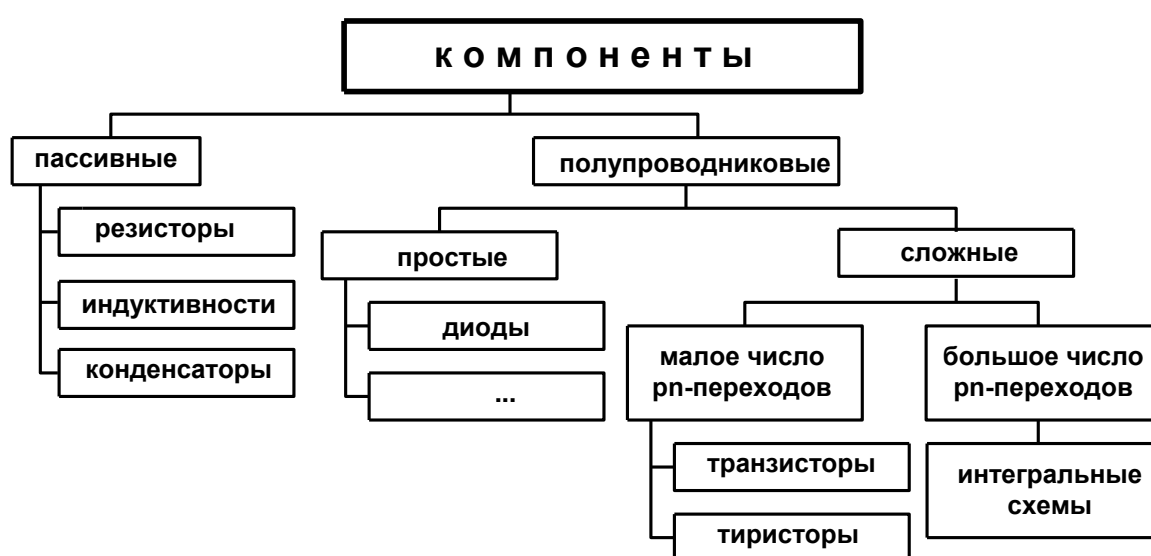 к о м п о н е н т ы
пассивные
полупроводниковые
резисторы
индуктивности
конденсаторы
простые
диоды
...
сложные
малое число
pn-переходов
транзисторы
тиристоры
большое число
pn-переходов
интегральные
схемы